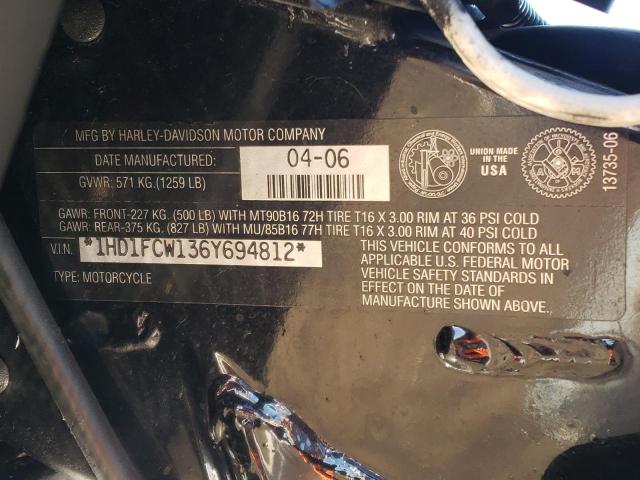 MFG BY HARLEY-DAVIDSON MOTOR COMPANY
DATE MANUFACTURED: 04-06
GVWR: 571 KG. (1259 LB)
UNION MADE IN
USA
13735-06
GAWR: FRONT-227 KG. (500 LB) WITH MT90B16 72H TIRE T16 X 3.00 RIM AT 36 PSI COLD
GAWR: REAR-375 KG. (827 LB) WITH MU/85B16 77H TIRE T16 X 3.00 RIM AT 40 PSI COLD
V.I.N. *1HD1FCW136Y694812*
TYPE: MOTORCYCLE
THIS VEHICLE CONFORMS TO ALL
APPLICABLE U.S. FEDERAL MOTOR
VEHICLE SAFETY STANDARDS IN
EFFECT ON THE DATE OF
MANUFACTURE SHOWN ABOVE.